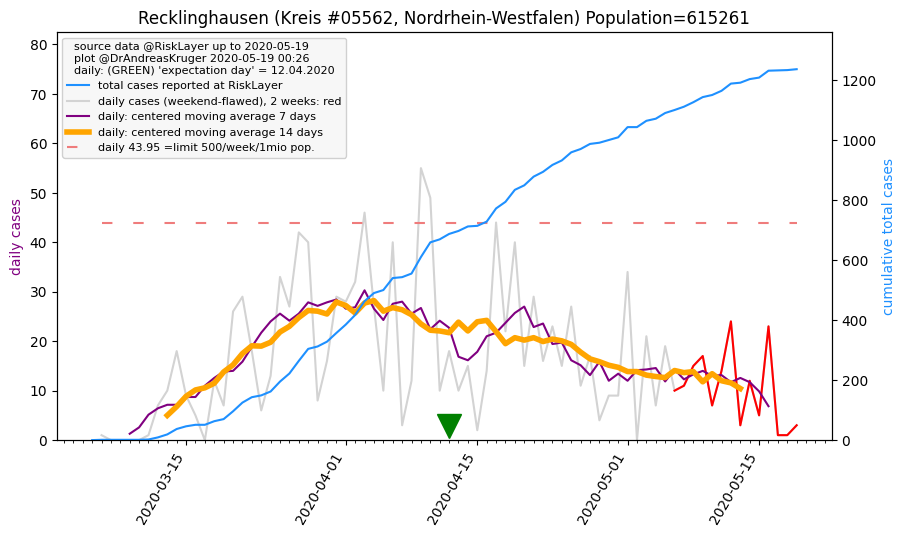 Recklinghausen (Kreis #05562, Nordrhein-Westfalen) Population=615261
source data @RiskLayer up to 2020-05-19
plot @DrAndreasKruger 2020-05-19 00:26
daily: (GREEN) 'expectation day' = 12.04.2020
total cases reported at RiskLayer
daily cases (weekend-flawed), 2 weeks: red
daily: centered moving average 7 days
daily: centered moving average 14 days
daily 43.95 =limit 500/week/1mio pop.
daily cases
80
70
60
50
40
30
20
10
0
cumulative total cases
1200
1000
800
600
400
200
0
2020-03-15
2020-04-01
2020-04-15
2020-05-01
2020-05-15